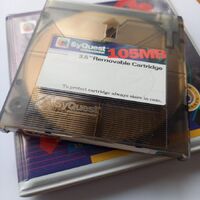 SyQuest
105MB
3.5" Removable Cartridge
To protect cartridge always store in case.
SyQuest